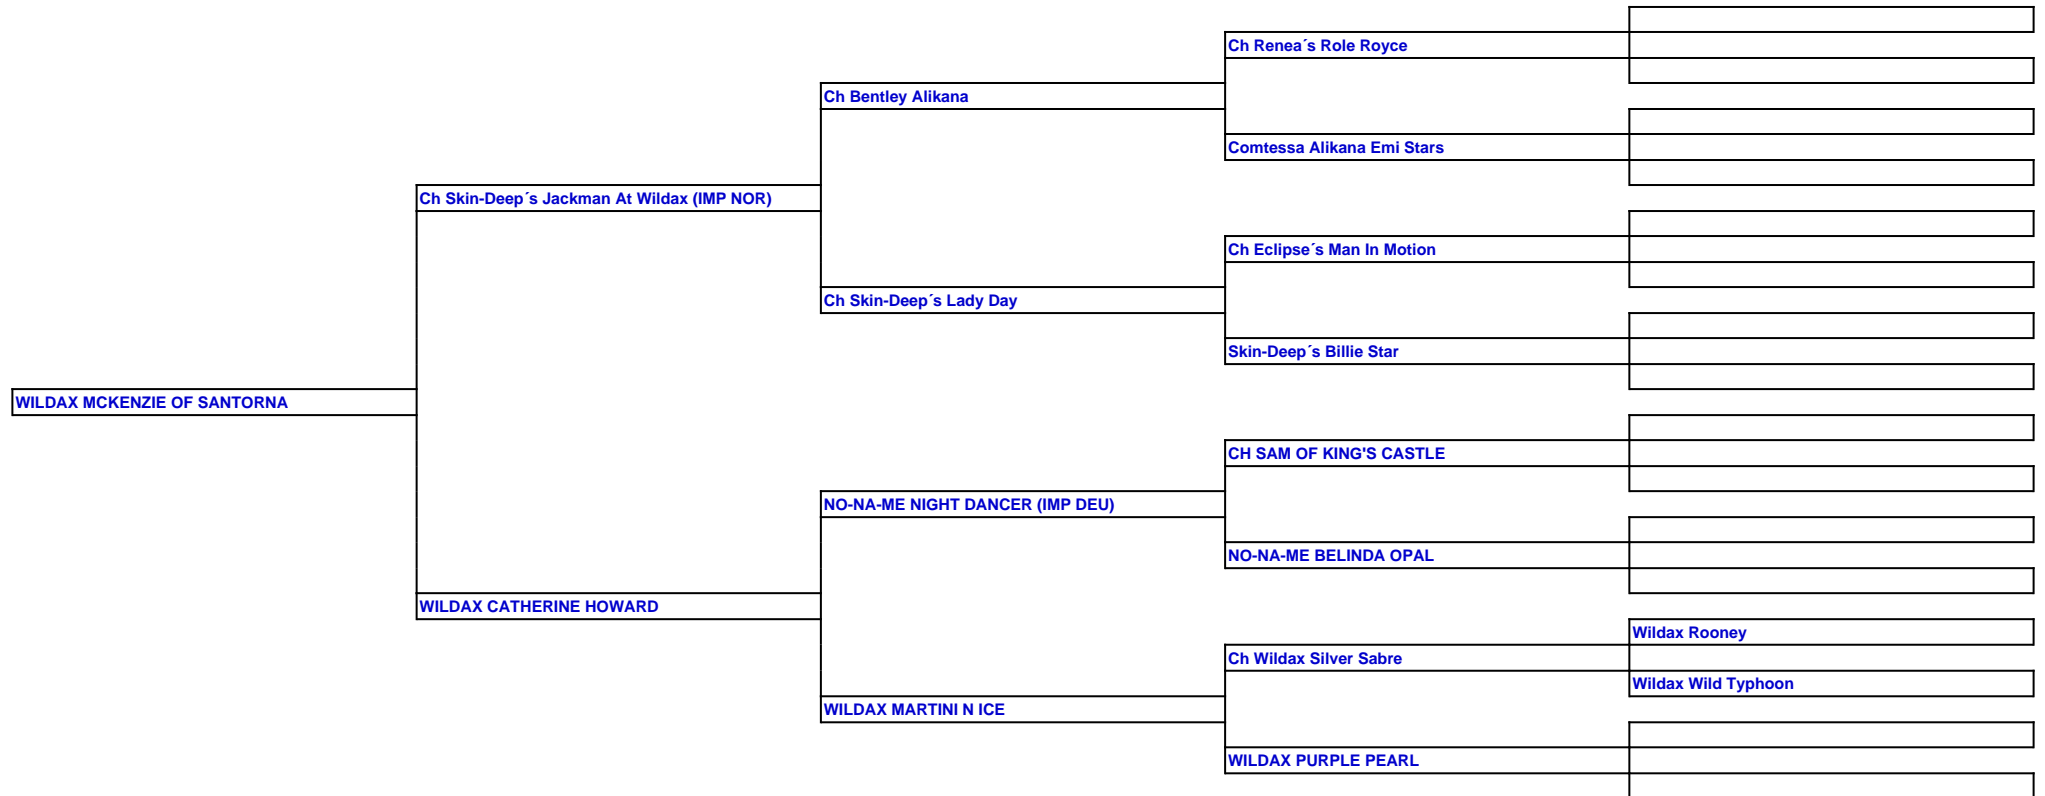 Ch Renea´s Role Royce
Ch Bentley Alikana
Comtessa Alikana Emi Stars
Ch Skin-Deep´s Jackman At Wildax (IMP NOR)
Ch Eclipse´s Man In Motion
Ch Skin-Deep´s Lady Day
Skin-Deep´s Billie Star
WILDAX MCKENZIE OF SANTORNA
CH SAM OF KING'S CASTLE
NO-NA-ME NIGHT DANCER (IMP DEU)
NO-NA-ME BELINDA OPAL
WILDAX CATHERINE HOWARD
Wildax Rooney
Ch Wildax Silver Sabre
Wildax Wild Typhoon
WILDAX MARTINI N ICE
WILDAX PURPLE PEARL